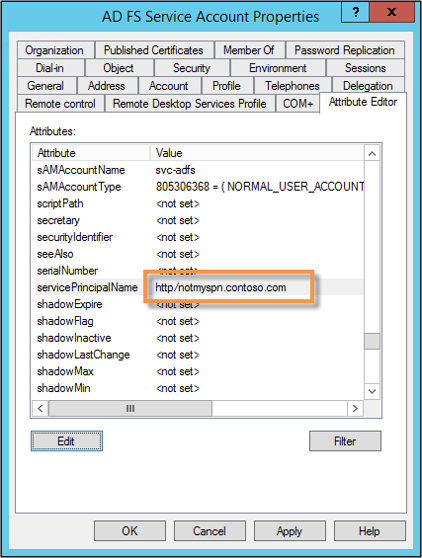 AD FS Service Account Properties
?
x
Organization
Published Certificates
Member Of
Password Replication
Dial-in
Object
Security
Environment
Sessions
General
Address
Account
Profile
Telephones
Delegation
Remote control
Remote Desktop Services Profile
COM+
Attribute Editor
Attributes:
Attribute Value
sAMAccountName svc-adfs
sAMAccountType 805306368 = ( NORMAL_USER_ACCOUNT
scriptPath <not set>
secretary <not set>
securityIdentifier <not set>
seeAlso <not set>
serialNumber <not set>
servicePrincipalName http/notmyspn.contoso.com
shadowExpire <not set>
shadowFlag <not set>
shadowInactive <not set>
shadowLastChange <not set>
shadowMax <not set>
shadowMin <not set>
Edit
Filter
OK
Cancel
Apply
Help